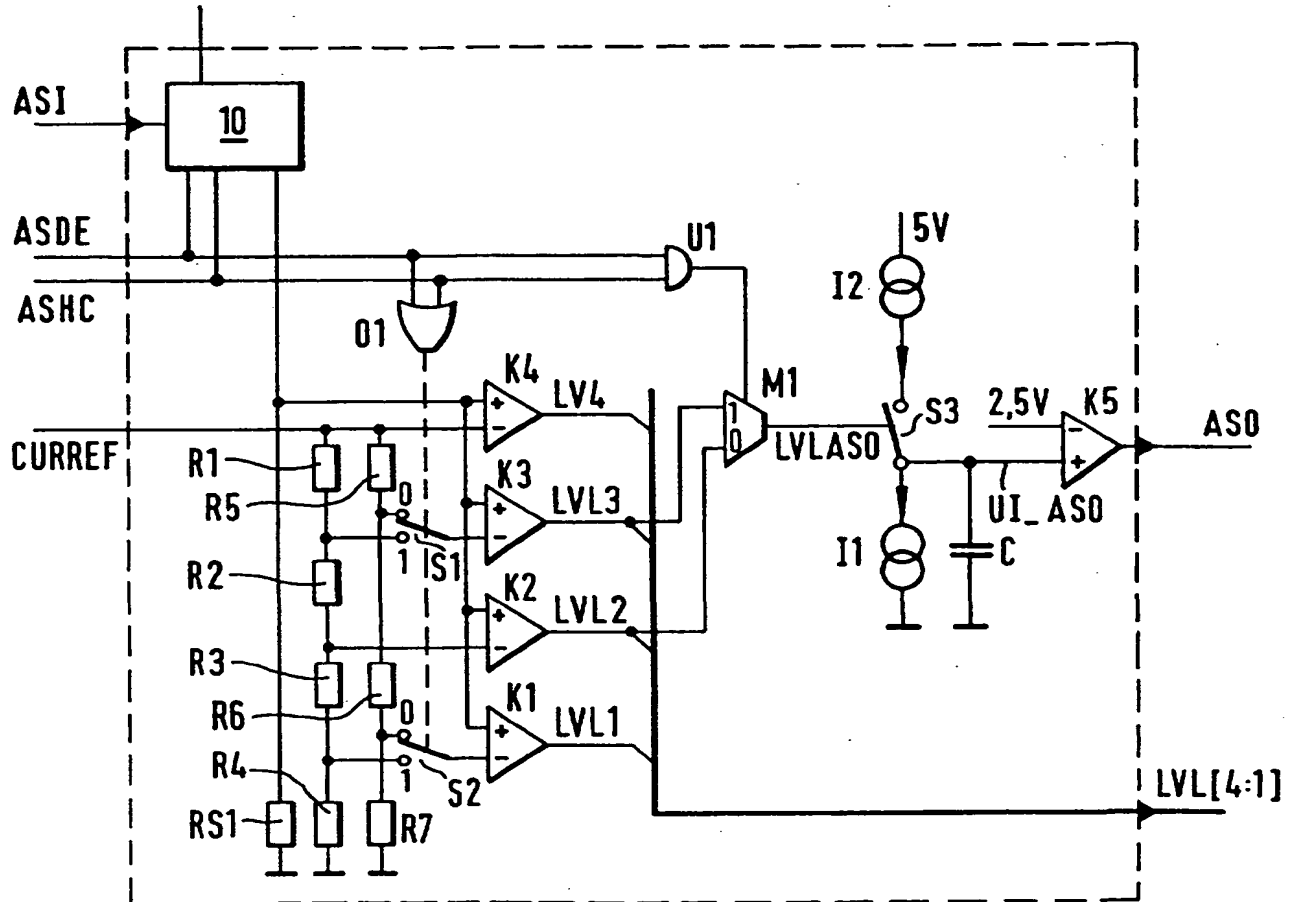 ASI
10
ASDE
U1
5V
I2
ASHC
O1
K4
LV4
M1
1
0
S3
2,5V
K5
ASO
CURREF
LVLASO
R1
R5
0
K3
LVL3
UI_ASO
1
S1
I1
C
R2
K2
LVL2
R3
R6
0
K1
LVL1
R4
1
S2
LVL[4:1]
RS1
R7
+
-
+
-
+
-
+
-
-
+